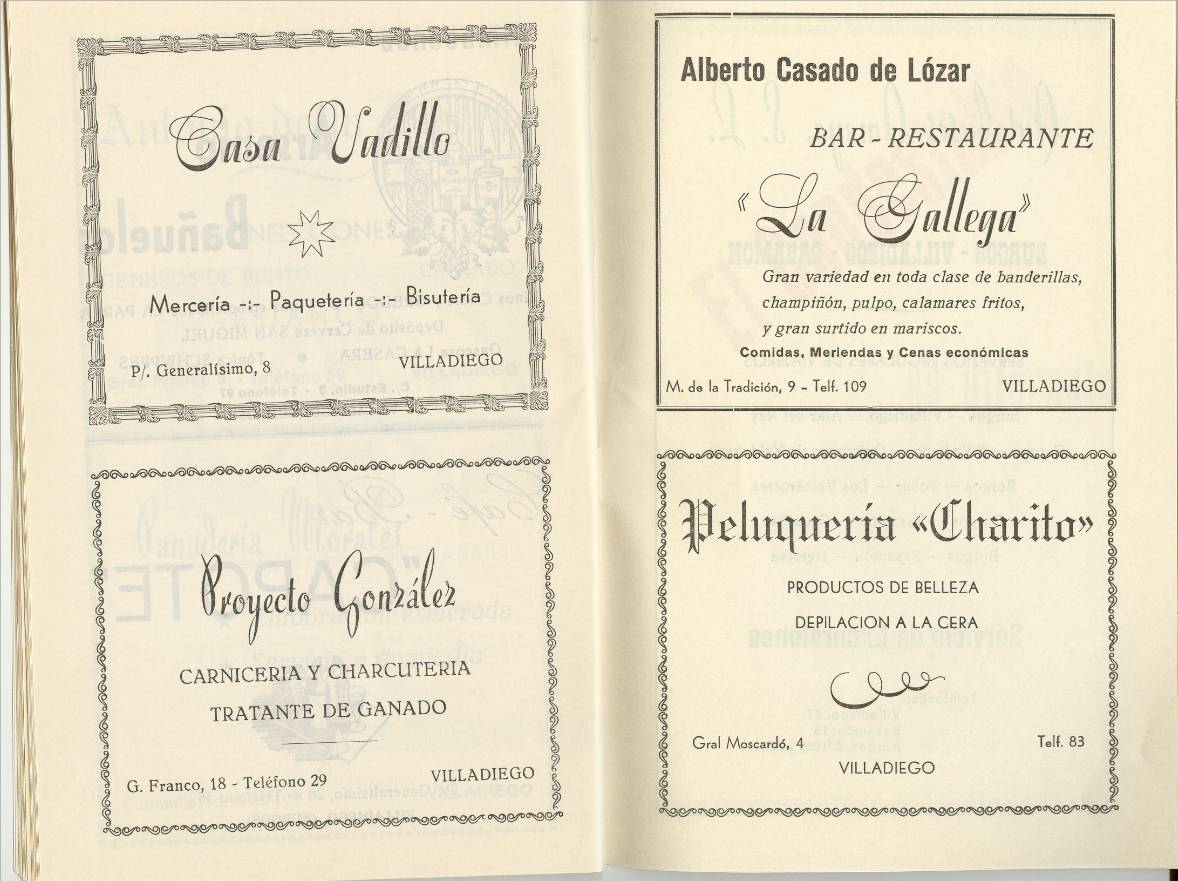 Casa Vadillo
Mercería -:- Paquetería -:- Bisutería
P/. Generalísimo, 8 VILLADIEGO
Proyecto González
CARNICERIA Y CHARCUTERIA
TRATANTE DE GANADO
G. Franco, 18 - Teléfono 29 VILLADIEGO
Alberto Casado de Lózar
BAR - RESTAURANTE
«La Gallega»
Gran variedad en toda clase de banderillas,
champiñón, pulpo, calamares fritos,
y gran surtido en mariscos.
Comidas, Meriendas y Cenas económicas
M. de la Tradición, 9 - Telf. 109 VILLADIEGO
Peluquería «Charito»
PRODUCTOS DE BELLEZA
DEPILACION A LA CERA
Gral Moscardó, 4 Telf. 83
VILLADIEGO